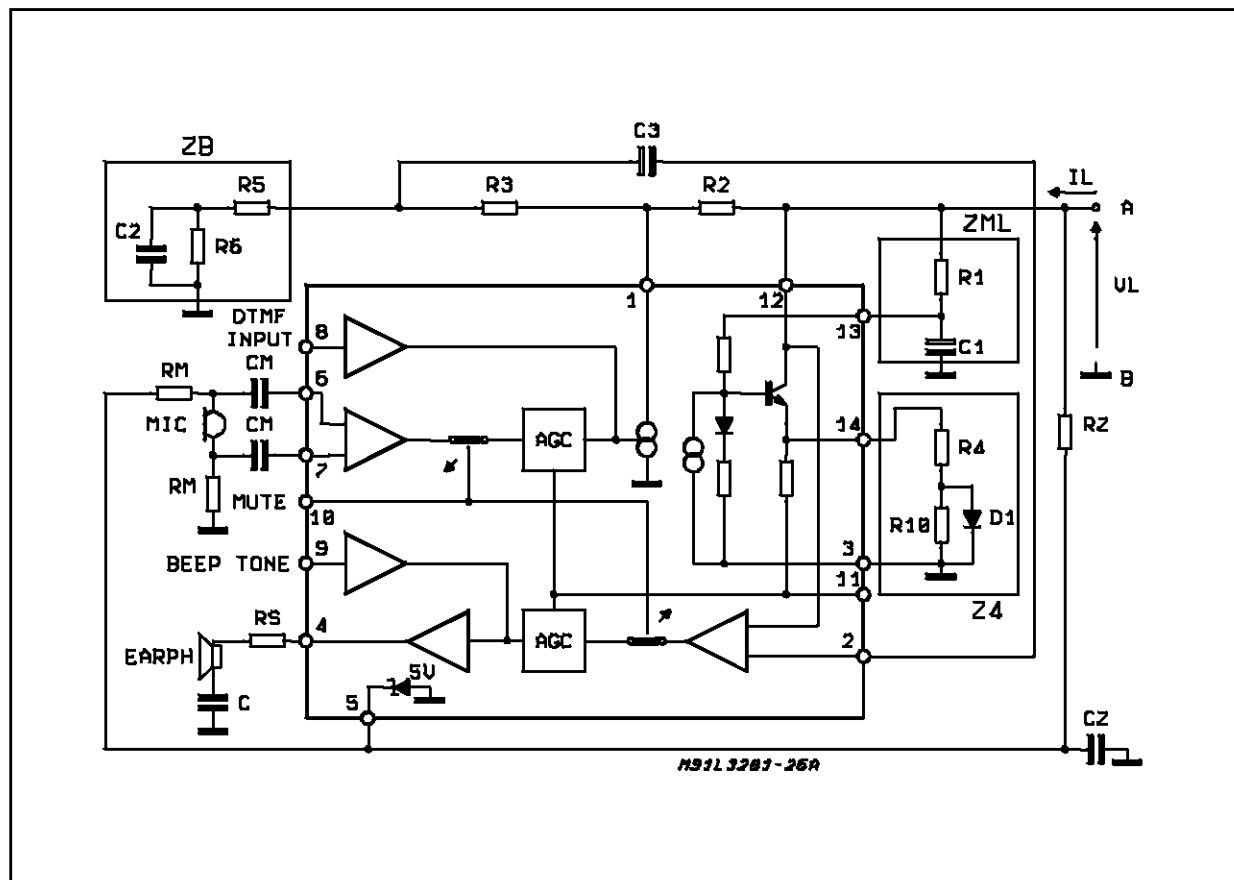 C3
ZB
R5
R3
R2
IL
A
C2
R6
ZML
R1
VL
1
12
13
DTMF
INPUT
8
C1
B
RM
CM
6
MIC
CM
AGC
14
R4
RZ
7
RM
MUTE
10
R10
D1
9
3
BEEP TONE
11
RS
4
AGC
2
Z4
EARPH
5V
C
5
CZ
M91L3281-26A